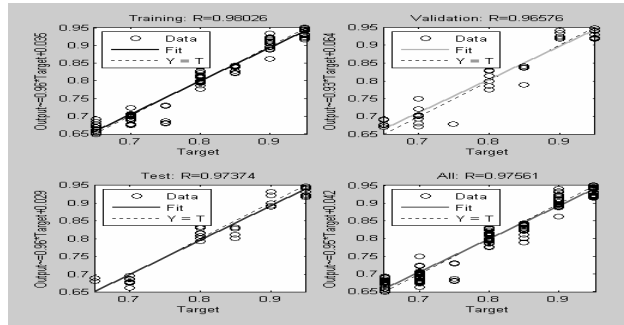 Training: R=0.98026
Output~=0.96*Target+0.035
0.95
0.9
0.85
0.8
0.75
0.7
0.65
Data
Fit
Y = T
0.7 0.8 0.9
Target
Validation: R=0.96576
Output~=0.93*Target+0.064
0.95
0.9
0.85
0.8
0.75
0.7
0.65
Data
Fit
Y = T
0.7 0.8 0.9
Target
Test: R=0.97374
Output~=0.96*Target+0.029
0.95
0.9
0.85
0.8
0.75
0.7
0.65
Data
Fit
Y = T
0.7 0.8 0.9
Target
All: R=0.97561
Output~=0.95*Target+0.042
0.95
0.9
0.85
0.8
0.75
0.7
0.65
Data
Fit
Y = T
0.7 0.8 0.9
Target